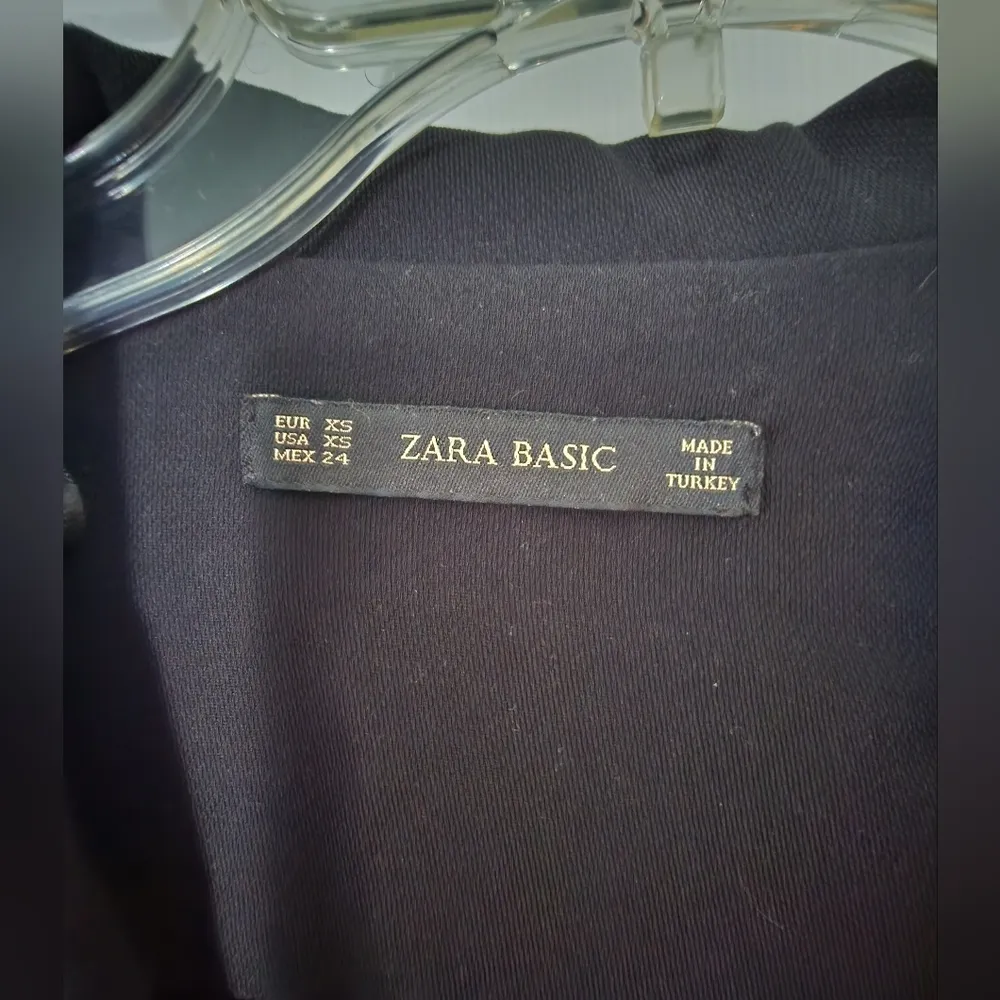 EUR XS
USA XS
MEX 24
ZARA BASIC
MADE
IN
TURKEY